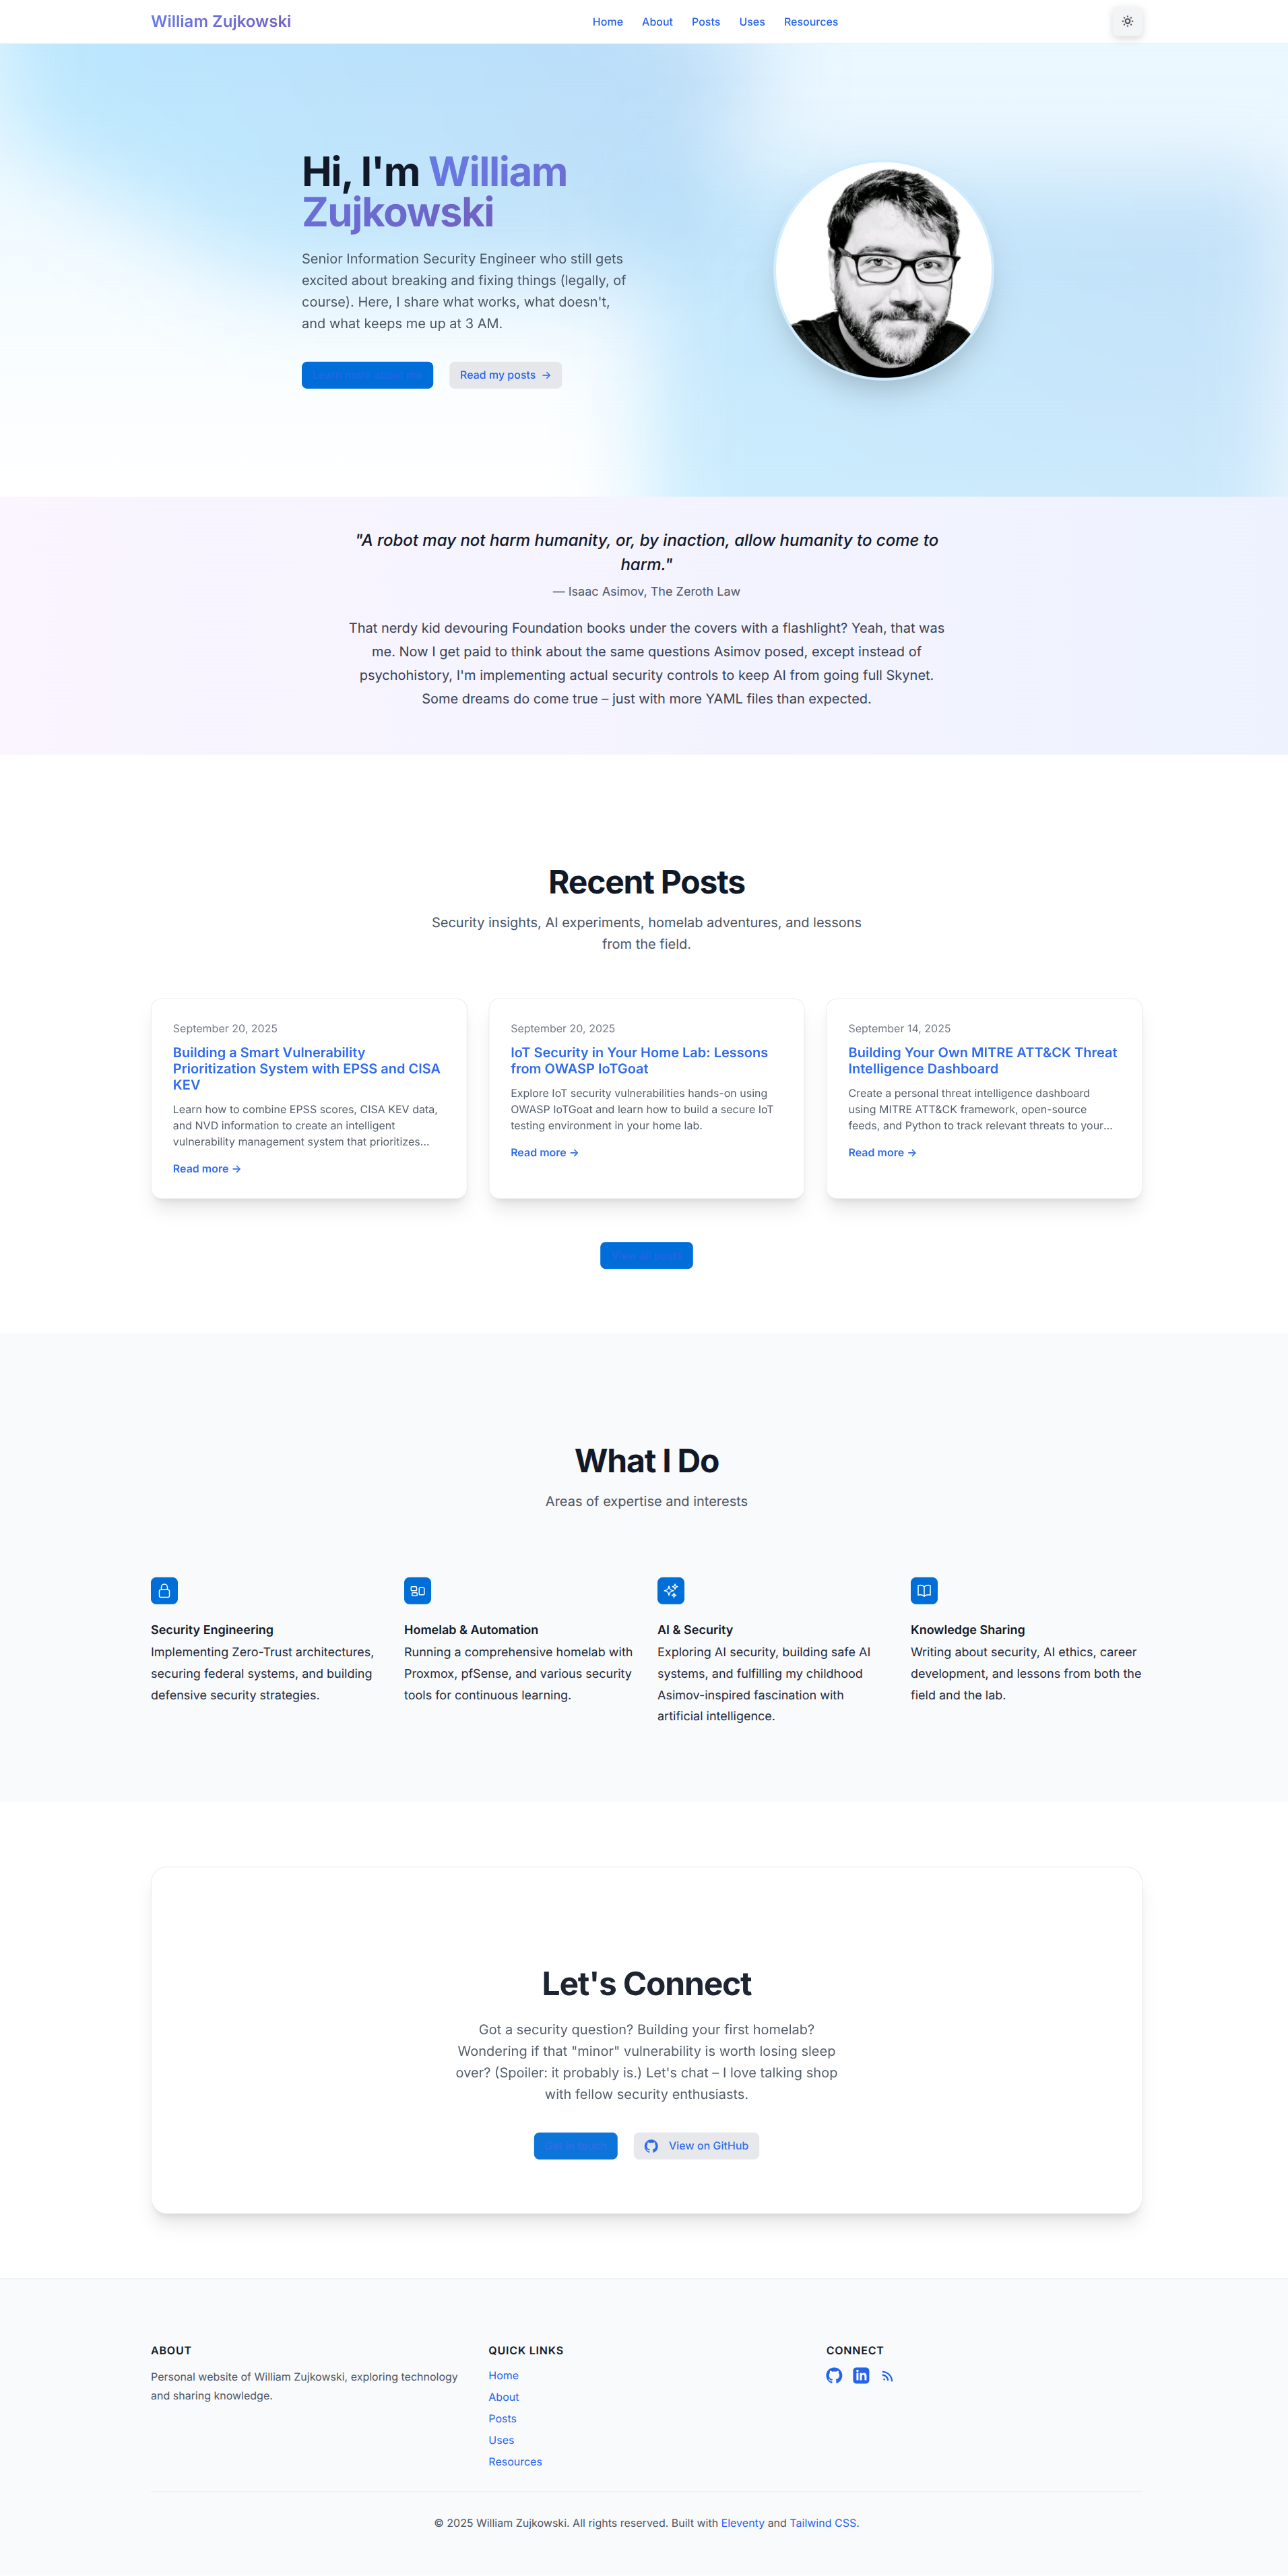 William Zujkowski
Home About Posts Uses Resources
Hi, I'm William
Zujkowski
Senior Information Security Engineer who still gets
excited about breaking and fixing things (legally, of
course). Here, I share what works, what doesn't,
and what keeps me up at 3 AM.
Read my posts →
"A robot may not harm humanity, or, by inaction, allow humanity to come to
harm."
— Isaac Asimov, The Zeroth Law
That nerdy kid devouring Foundation books under the covers with a flashlight? Yeah, that was
me. Now I get paid to think about the same questions Asimov posed, except instead of
psychohistory, I'm implementing actual security controls to keep AI from going full Skynet.
Some dreams do come true – just with more YAML files than expected.
Recent Posts
Security insights, AI experiments, homelab adventures, and lessons
from the field.
September 20, 2025
Building a Smart Vulnerability
Prioritization System with EPSS and CISA
KEV
Learn how to combine EPSS scores, CISA KEV data,
and NVD information to create an intelligent
vulnerability management system that prioritizes...
Read more →
September 20, 2025
IoT Security in Your Home Lab: Lessons
from OWASP IoTGoat
Explore IoT security vulnerabilities hands-on using
OWASP IoTGoat and learn how to build a secure IoT
testing environment in your home lab.
Read more →
September 14, 2025
Building Your Own MITRE ATT&CK Threat
Intelligence Dashboard
Create a personal threat intelligence dashboard
using MITRE ATT&CK framework, open-source
feeds, and Python to track relevant threats to your...
Read more →
What I Do
Areas of expertise and interests
Security Engineering
Implementing Zero-Trust architectures,
securing federal systems, and building
defensive security strategies.
Homelab & Automation
Running a comprehensive homelab with
Proxmox, pfSense, and various security
tools for continuous learning.
AI & Security
Exploring AI security, building safe AI
systems, and fulfilling my childhood
Asimov-inspired fascination with
artificial intelligence.
Knowledge Sharing
Writing about security, AI ethics, career
development, and lessons from both the
field and the lab.
Let's Connect
Got a security question? Building your first homelab?
Wondering if that "minor" vulnerability is worth losing sleep
over? (Spoiler: it probably is.) Let's chat – I love talking shop
with fellow security enthusiasts.
View on GitHub
ABOUT
Personal website of William Zujkowski, exploring technology
and sharing knowledge.
QUICK LINKS
Home
About
Posts
Uses
Resources
CONNECT
© 2025 William Zujkowski. All rights reserved. Built with Eleventy and Tailwind CSS.